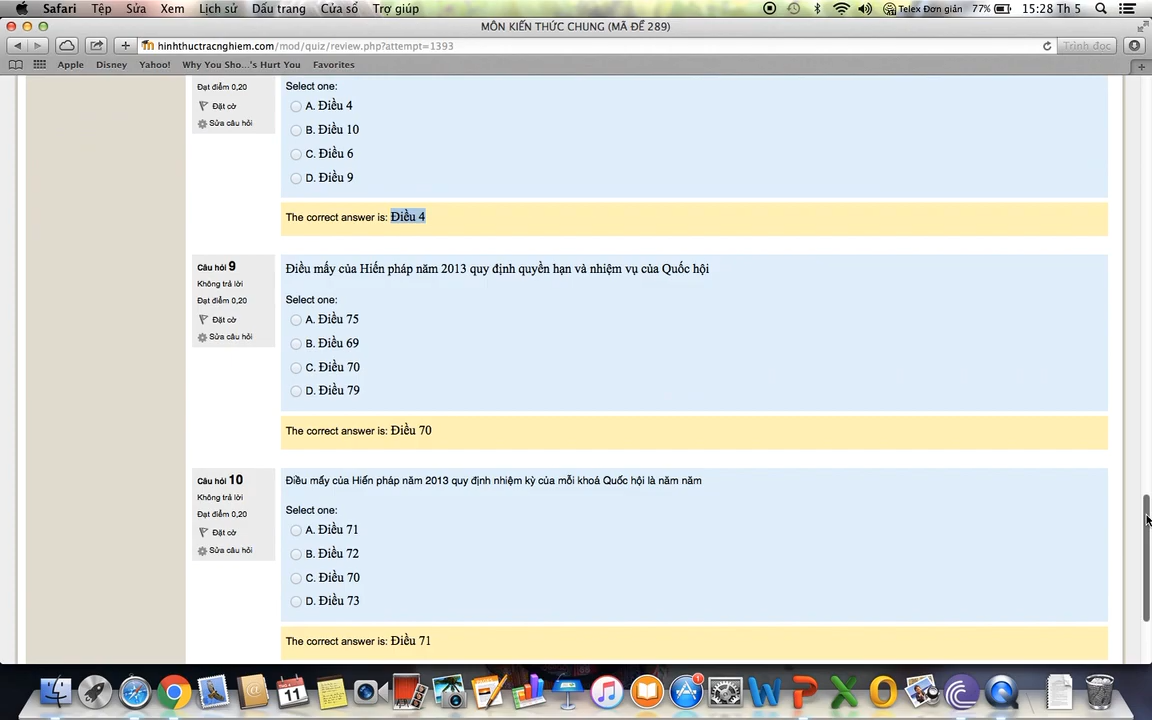 Safari Tệp Sửa Xem Lịch sử Dấu trang Cửa sổ Trợ giúp Telex Đơn giản 77% 15:28 Th 5
MÔN KIẾN THỨC CHUNG (MÃ ĐỀ 289)
hinhthuctracnghiem.com/mod/quiz/review.php?attempt=1393 Trình đọc
Apple Disney Yahoo! Why You Sho...'s Hurt You Favorites
Đạt điểm 0,20
Đặt cờ
Sửa câu hỏi
Select one:
A. Điều 4
B. Điều 10
C. Điều 6
D. Điều 9
The correct answer is: Điều 4
Câu hỏi 9
Không trả lời
Đạt điểm 0,20
Đặt cờ
Sửa câu hỏi
Điều mấy của Hiến pháp năm 2013 quy định quyền hạn và nhiệm vụ của Quốc hội
Select one:
A. Điều 75
B. Điều 69
C. Điều 70
D. Điều 79
The correct answer is: Điều 70
Câu hỏi 10
Không trả lời
Đạt điểm 0,20
Đặt cờ
Sửa câu hỏi
Điều mấy của Hiến pháp năm 2013 quy định nhiệm kỳ của mỗi khoá Quốc hội là năm năm
Select one:
A. Điều 71
B. Điều 72
C. Điều 70
D. Điều 73
The correct answer is: Điều 71